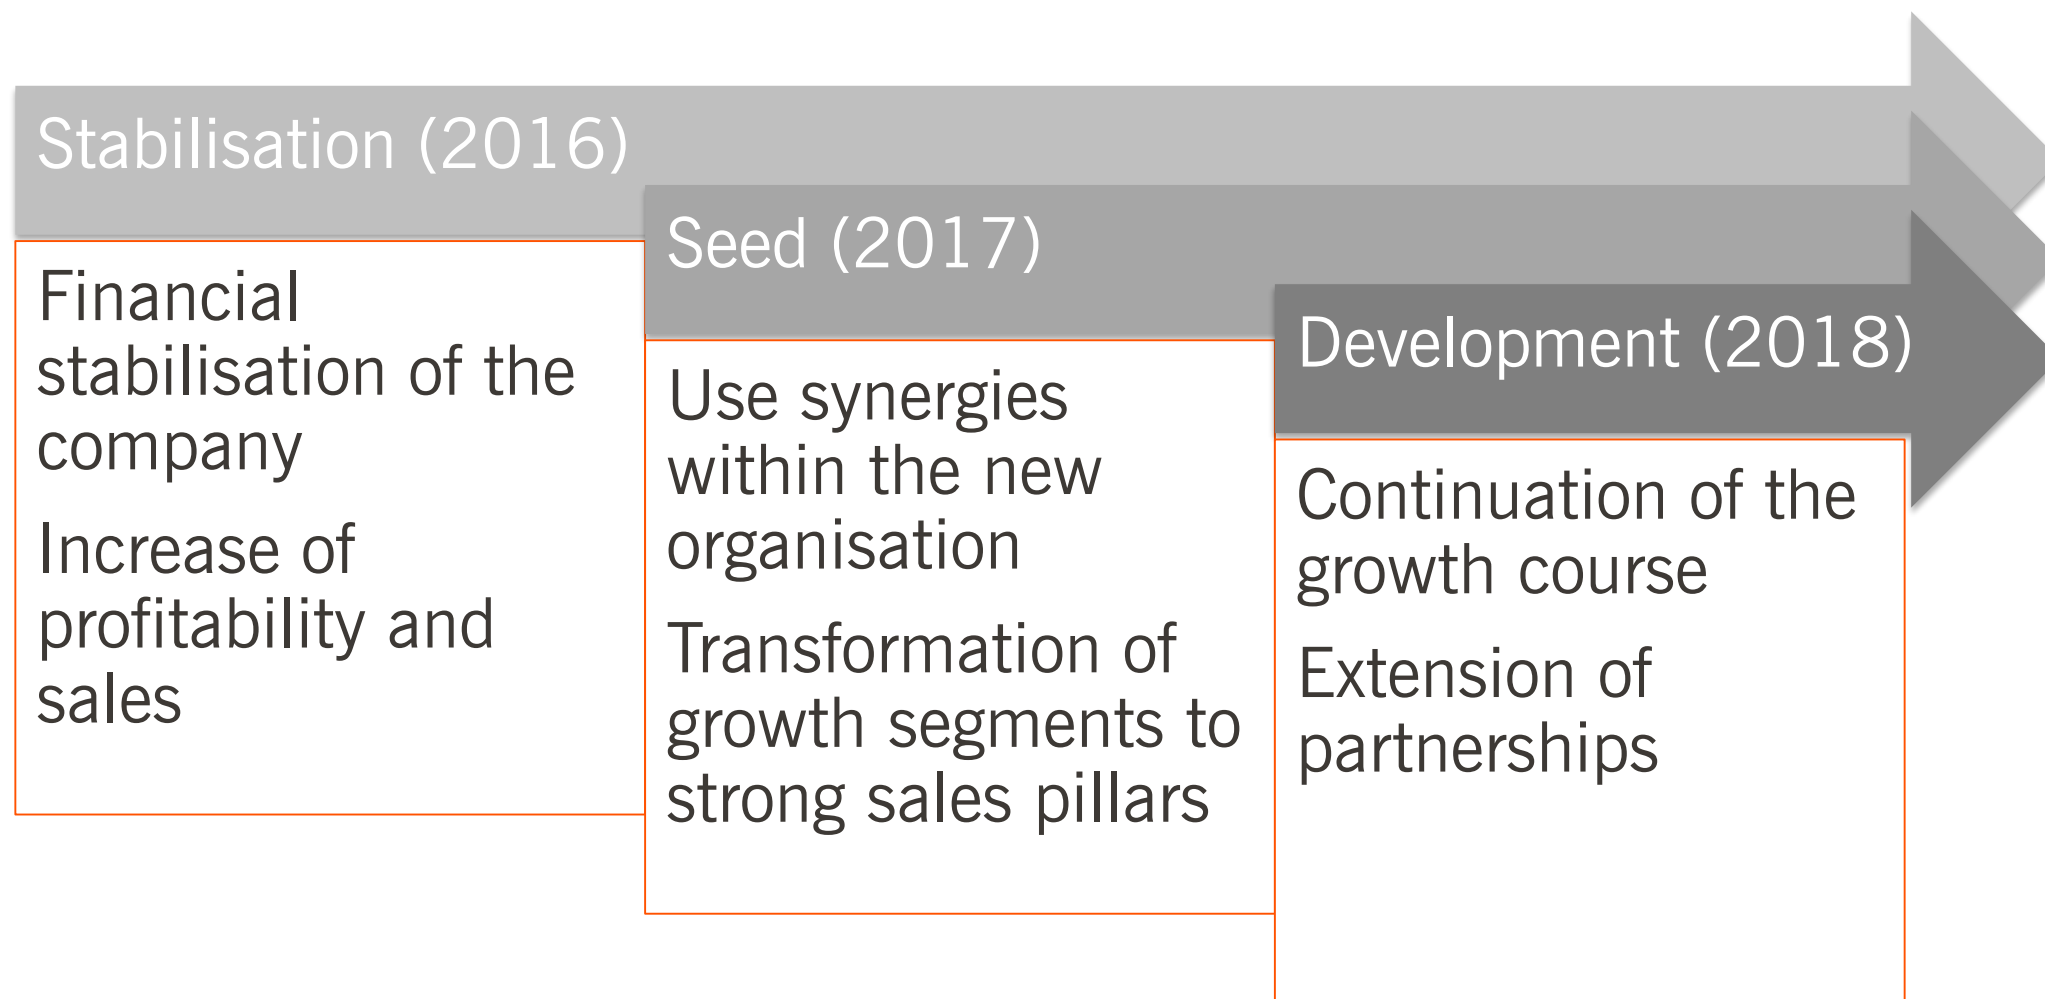 Stabilisation (2016)
Financial
stabilisation of the
company
Increase of
profitability and
sales
Seed (2017)
Use synergies
within the new
organisation
Transformation of
growth segments to
strong sales pillars
Development (2018)
Continuation of the
growth course
Extension of
partnerships